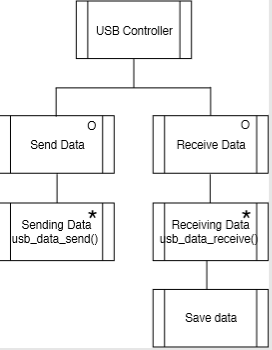 USB Controller
O
Send Data
O
Receive Data
*
Sending Data
usb_data_send()
*
Receiving Data
usb_data_receive()
Save data